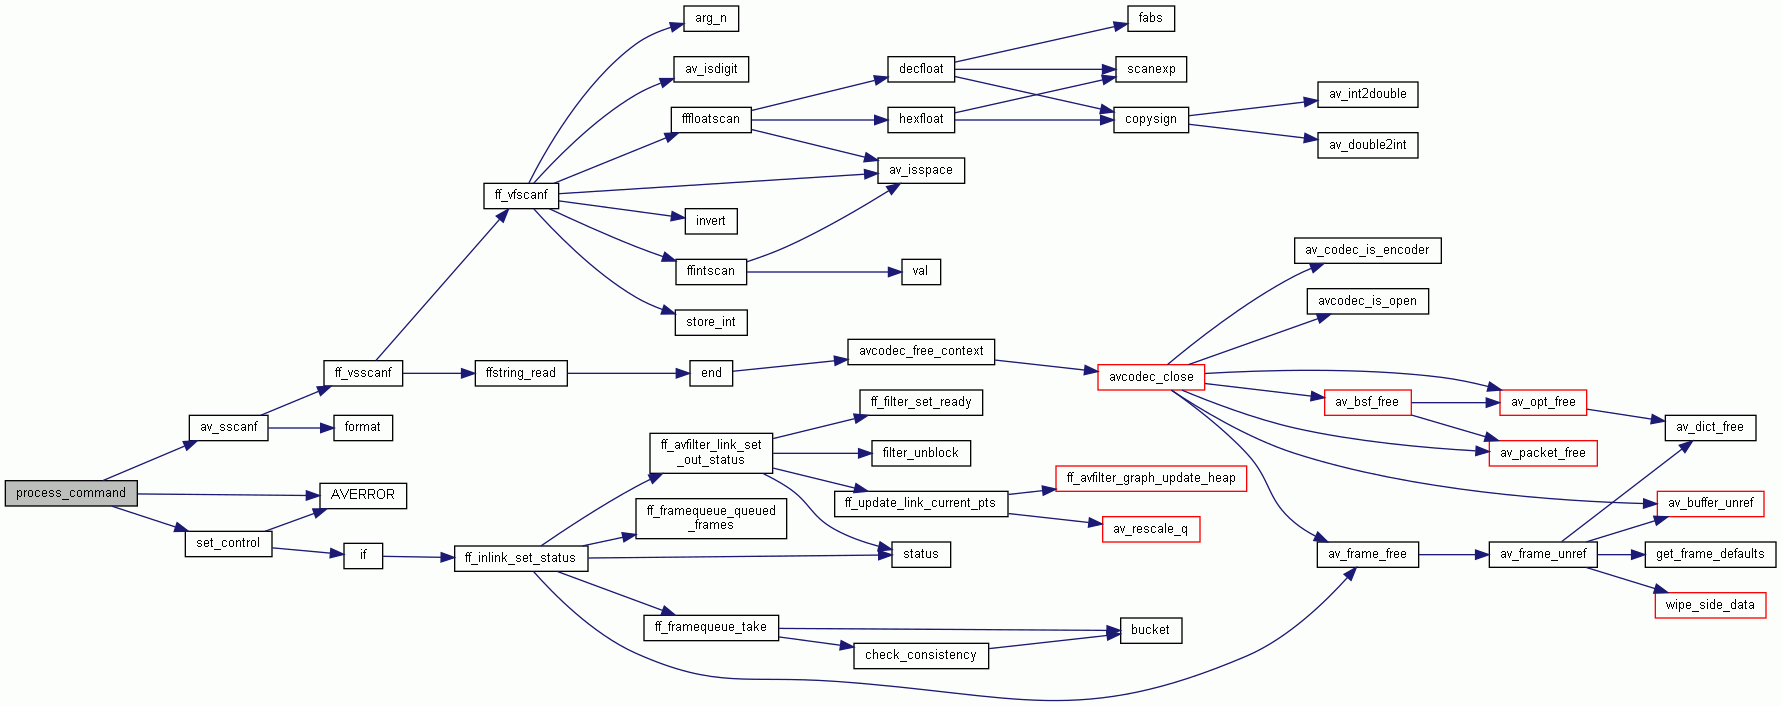 process_command
av_sscanf
AVERROR
set_control
ff_vsscanf
format
if
ff_vfscanf
ffstring_read
ff_inlink_set_status
arg_n
av_isdigit
fffloatscan
invert
ffintscan
store_int
end
ff_avfilter_link_set
_out_status
ff_framequeue_queued
_frames
ff_framequeue_take
decfloat
hexfloat
av_isspace
val
avcodec_free_context
ff_filter_set_ready
filter_unblock
ff_update_link_current_pts
status
check_consistency
fabs
scanexp
copysign
avcodec_close
ff_avfilter_graph_update_heap
av_rescale_q
bucket
av_int2double
av_double2int
av_codec_is_encoder
avcodec_is_open
av_bsf_free
av_frame_free
av_opt_free
av_packet_free
av_frame_unref
av_dict_free
av_buffer_unref
get_frame_defaults
wipe_side_data